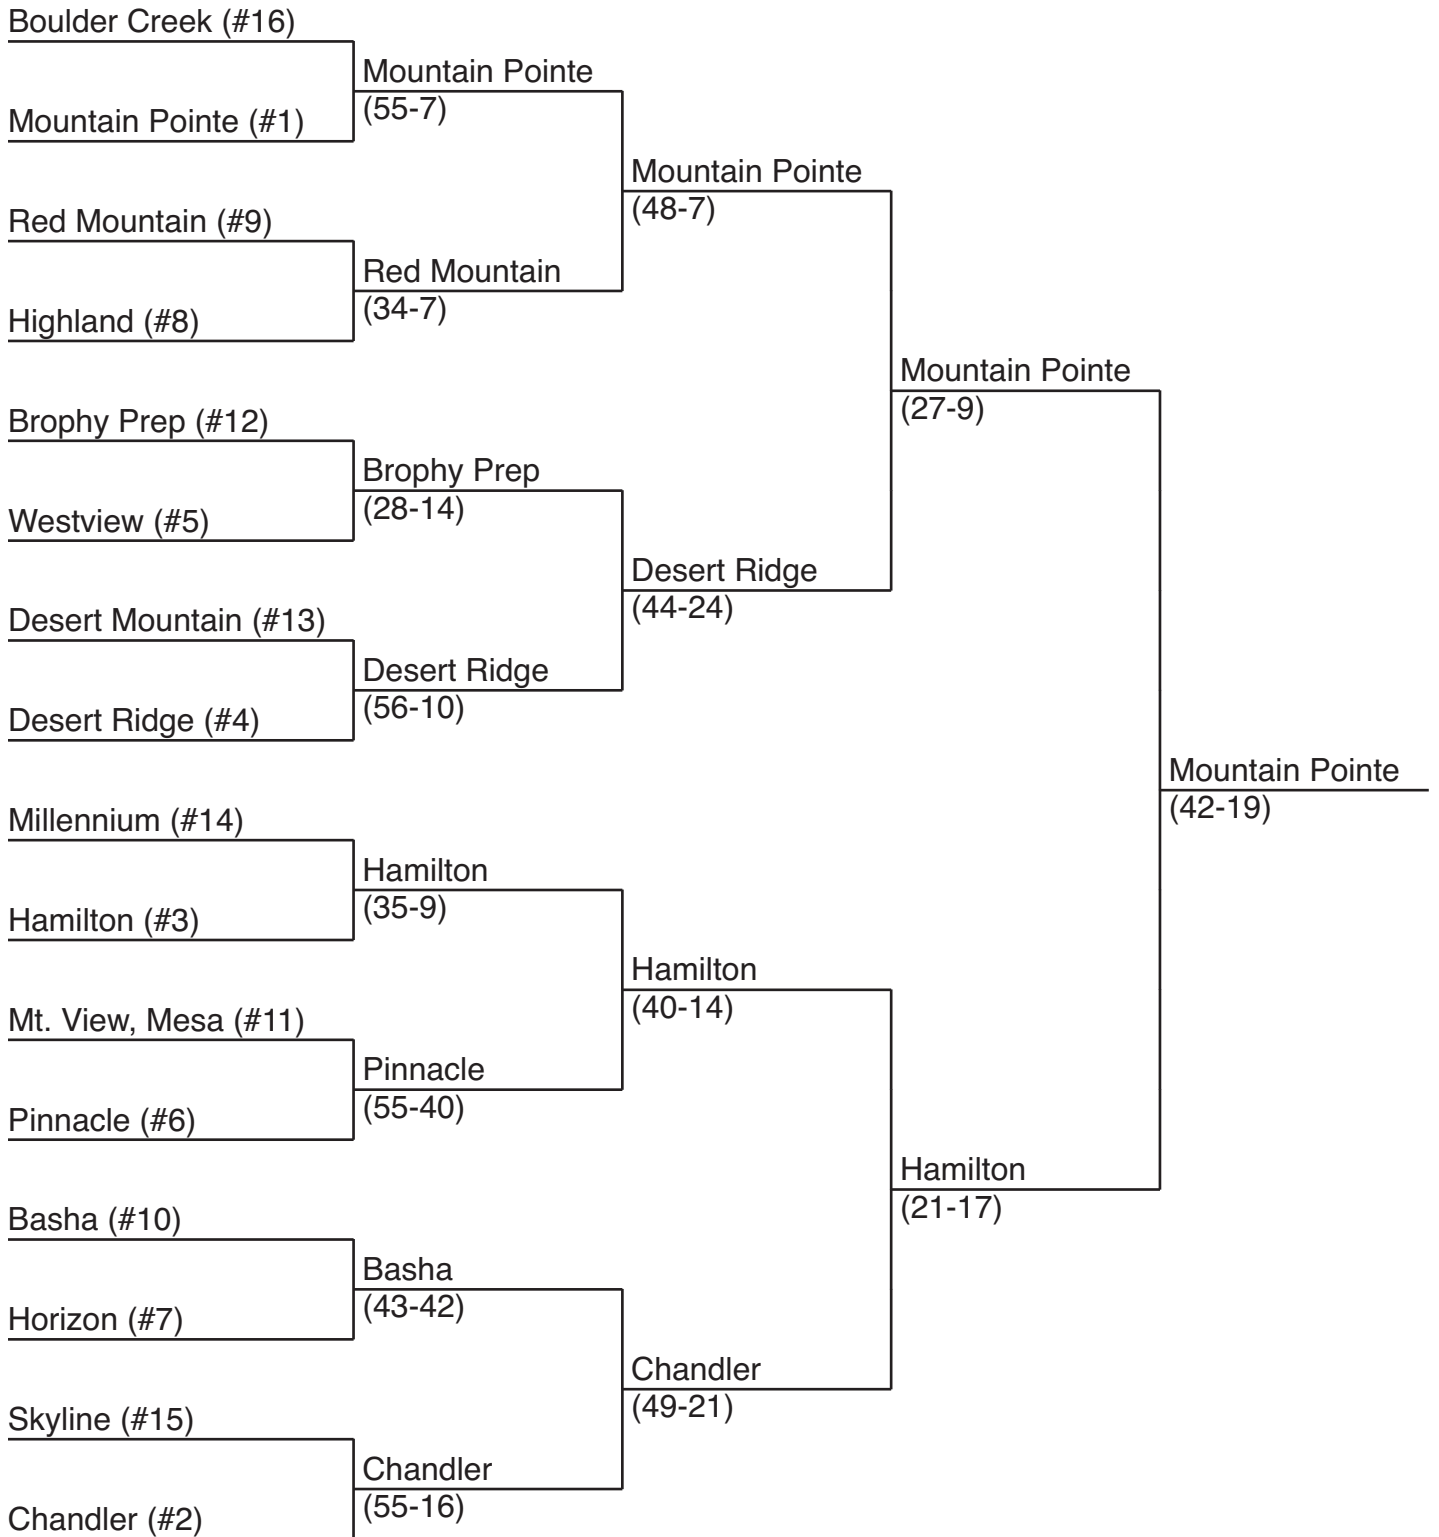 Boulder Creek (#16)
Mountain Pointe (#1)
Red Mountain (#9)
Highland (#8)
Brophy Prep (#12)
Westview (#5)
Desert Mountain (#13)
Desert Ridge (#4)
Millennium (#14)
Hamilton (#3)
Mt. View, Mesa (#11)
Pinnacle (#6)
Basha (#10)
Horizon (#7)
Skyline (#15)
Chandler (#2)
Mountain Pointe
(55-7)
Red Mountain
(34-7)
Brophy Prep
(28-14)
Desert Ridge
(56-10)
Hamilton
(35-9)
Pinnacle
(55-40)
Basha
(43-42)
Chandler
(55-16)
Mountain Pointe
(48-7)
Desert Ridge
(44-24)
Hamilton
(40-14)
Chandler
(49-21)
Mountain Pointe
(27-9)
Hamilton
(21-17)
Mountain Pointe
(42-19)